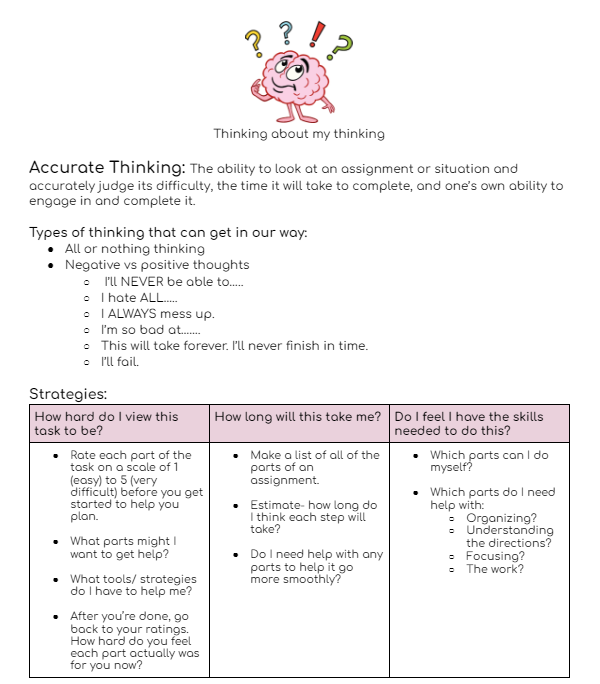 Thinking about my thinking
Accurate Thinking: The ability to look at an assignment or situation and
accurately judge its difficulty, the time it will take to complete, and one's own ability to
engage in and complete it.
Types of thinking that can get in our way:
● All or nothing thinking
● Negative vs positive thoughts
○ I'll NEVER be able to.....
○ I hate ALL.....
○ I ALWAYS mess up.
○ I'm so bad at.......
○ This will take forever. I'll never finish in time.
○ I'll fail.
Strategies:
How hard do I view this
task to be?
● Rate each part of the
task on a scale of 1
(easy) to 5 (very
difficult) before you get
started to help you
plan.
● What parts might I
want to get help?
● What tools/ strategies
do I have to help me?
● After you're done, go
back to your ratings.
How hard do you feel
each part actually was
for you now?
How long will this take me?
● Make a list of all of the
parts of an
assignment.
● Estimate- how long do
I think each step will
take?
● Do I need help with any
parts to help it go
more smoothly?
Do I feel I have the skills
needed to do this?
● Which parts can I do
myself?
● Which parts do I need
help with:
○ Organizing?
○ Understanding
the directions?
○ Focusing?
○ The work?